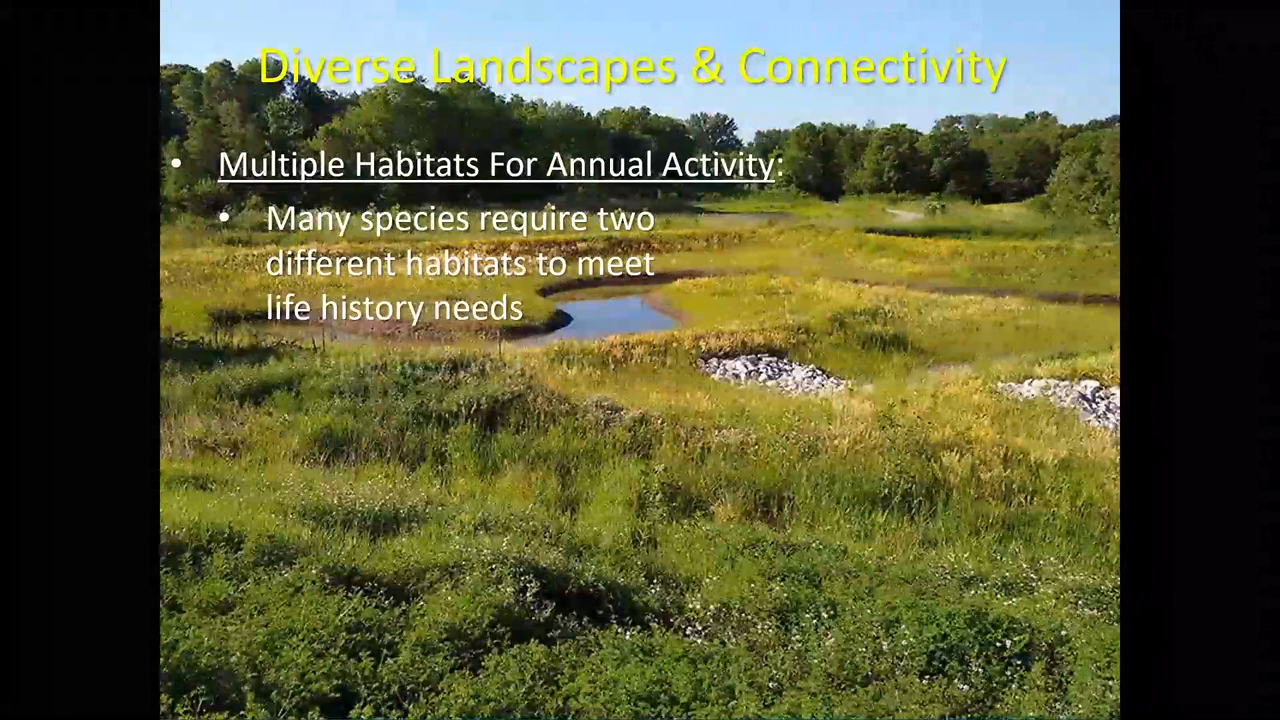 Diverse Landscapes & Connectivity
• Multiple Habitats For Annual Activity:
• Many species require two
different habitats to meet
life history needs